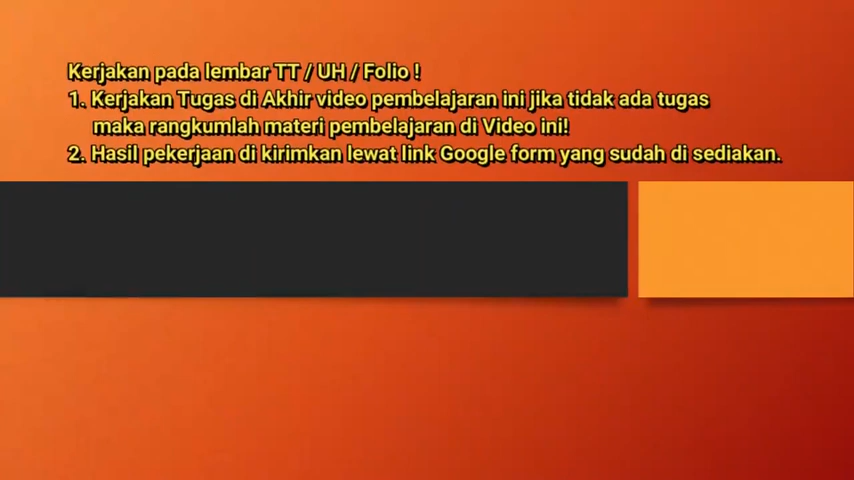 Kerjakan pada lembar TT / UH / Folio !
1. Kerjakan Tugas di Akhir video pembelajaran ini jika tidak ada tugas
maka rangkumlah materi pembelajaran di Video ini!
2. Hasil pekerjaan di kirimkan lewat link Google form yang sudah di sediakan.